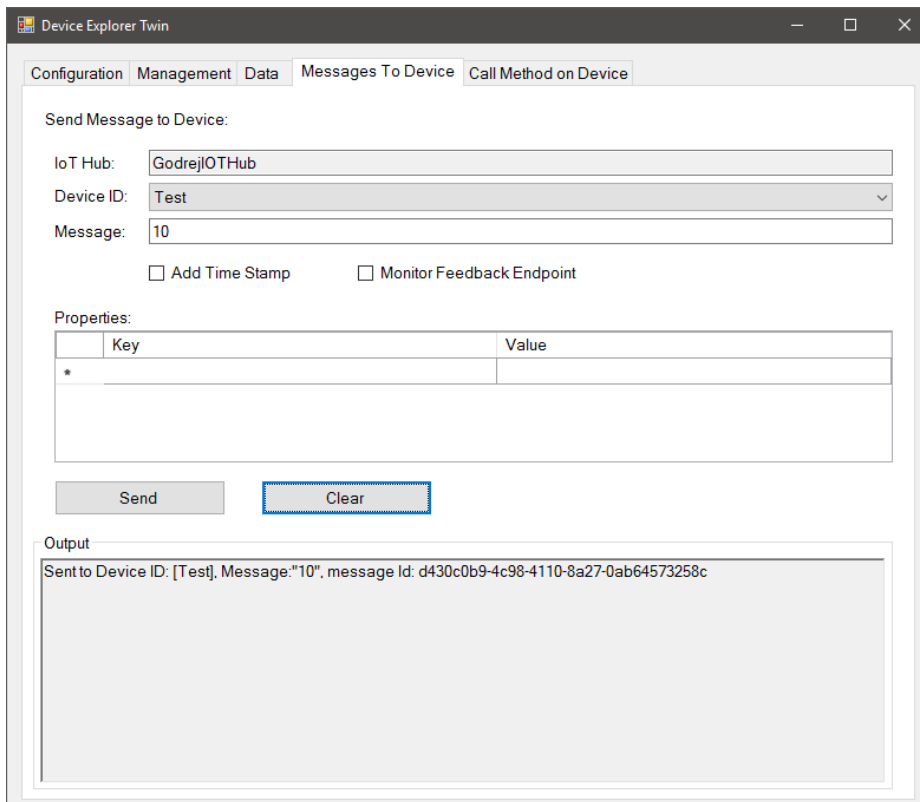 Device Explorer Twin
Configuration Management Data Messages To Device Call Method on Device
Send Message to Device:
IoT Hub: GodrejIOTHub
Device ID: Test
Message: 10
Add Time Stamp Monitor Feedback Endpoint
Properties:
Key Value
*
Send Clear
Output
Sent to Device ID: [Test], Message:"10", message Id: d430c0b9-4c98-4110-8a27-0ab64573258c